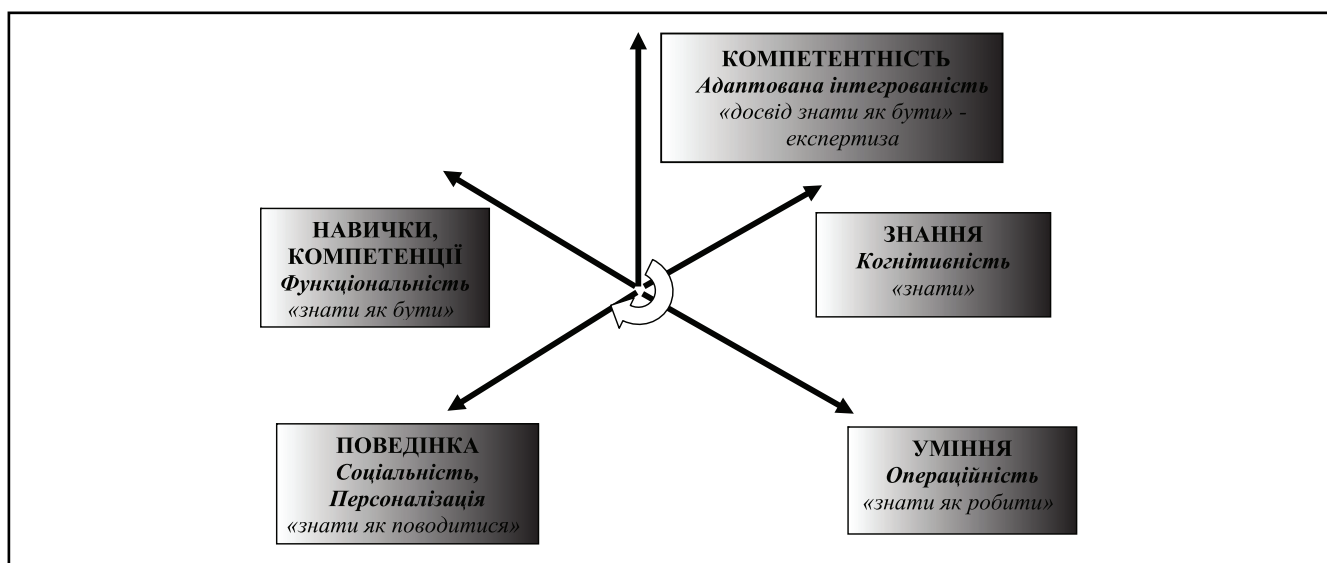 КОМПЕТЕНТНІСТЬ
Адаптована інтегрованість
«досвід знати як бути» -
експертиза
НАВИЧКИ,
КОМПЕТЕНЦІЇ
Функціональність
«знати як бути»
ЗНАННЯ
Когнітивність
«знати»
ПОВЕДІНКА
Соціальність,
Персоналізація
«знати як поводитися»
УМІННЯ
Операційність
«знати як робити»